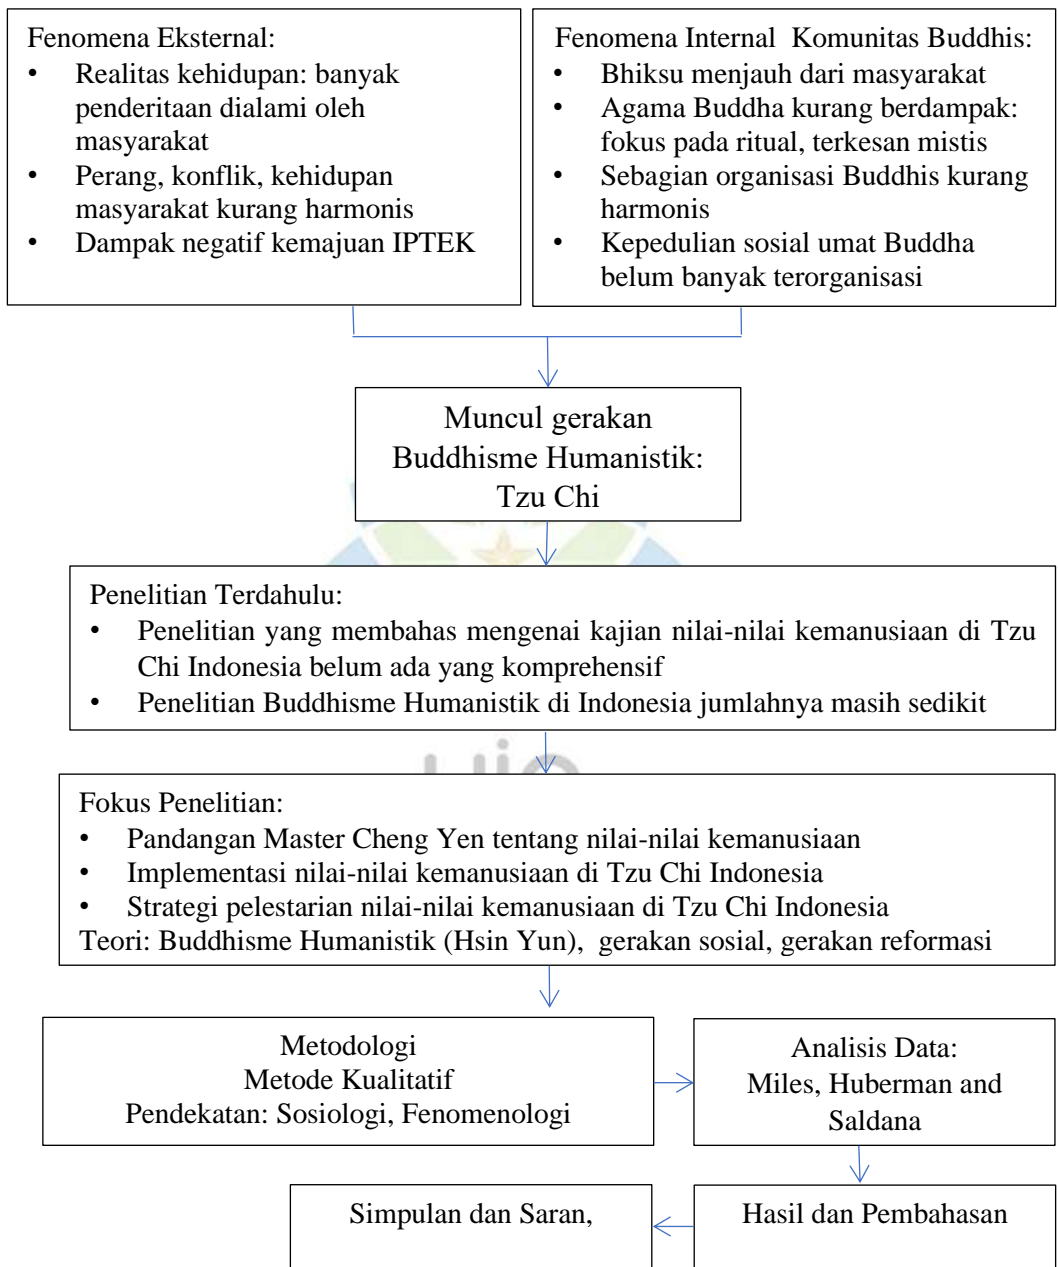 Fenomena Eksternal:
• Realitas kehidupan: banyak
penderitaan dialami oleh
masyarakat
• Perang, konflik, kehidupan
masyarakat kurang harmonis
• Dampak negatif kemajuan IPTEK
Fenomena Internal Komunitas Buddhis:
• Bhiksu menjauh dari masyarakat
• Agama Buddha kurang berdampak:
fokus pada ritual, terkesan mistis
• Sebagian organisasi Buddhis kurang
harmonis
• Kepedulian sosial umat Buddha
belum banyak terorganisasi
Muncul gerakan
Buddhisme Humanistik:
Tzu Chi
Penelitian Terdahulu:
• Penelitian yang membahas mengenai kajian nilai-nilai kemanusiaan di Tzu
Chi Indonesia belum ada yang komprehensif
• Penelitian Buddhisme Humanistik di Indonesia jumlahnya masih sedikit
Fokus Penelitian:
• Pandangan Master Cheng Yen tentang nilai-nilai kemanusiaan
• Implementasi nilai-nilai kemanusiaan di Tzu Chi Indonesia
• Strategi pelestarian nilai-nilai kemanusiaan di Tzu Chi Indonesia
Teori: Buddhisme Humanistik (Hsin Yun), gerakan sosial, gerakan reformasi
Metodologi
Metode Kualitatif
Pendekatan: Sosiologi, Fenomenologi
Analisis Data:
Miles, Huberman and
Saldana
Simpulan dan Saran,
Hasil dan Pembahasan